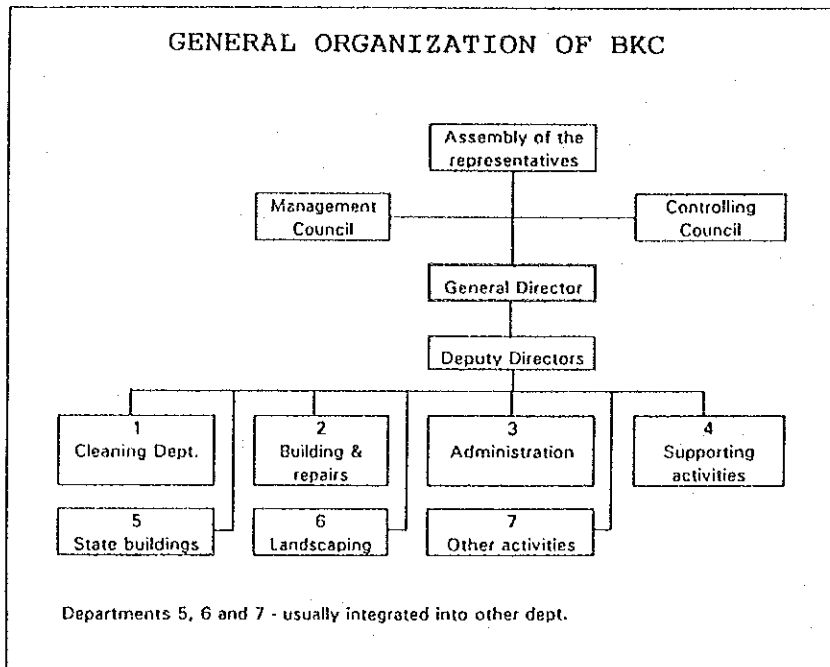 GENERAL ORGANIZATION OF BKC
Assembly of the
representatives
Management
Council
Controlling
Council
General Director
Deputy Directors
1
Cleaning Dept.
2
Building &
repairs
3
Administration
4
Supporting
activities
5
State buildings
6
Landscaping
7
Other activities
Departments 5, 6 and 7 - usually integrated into other dept.